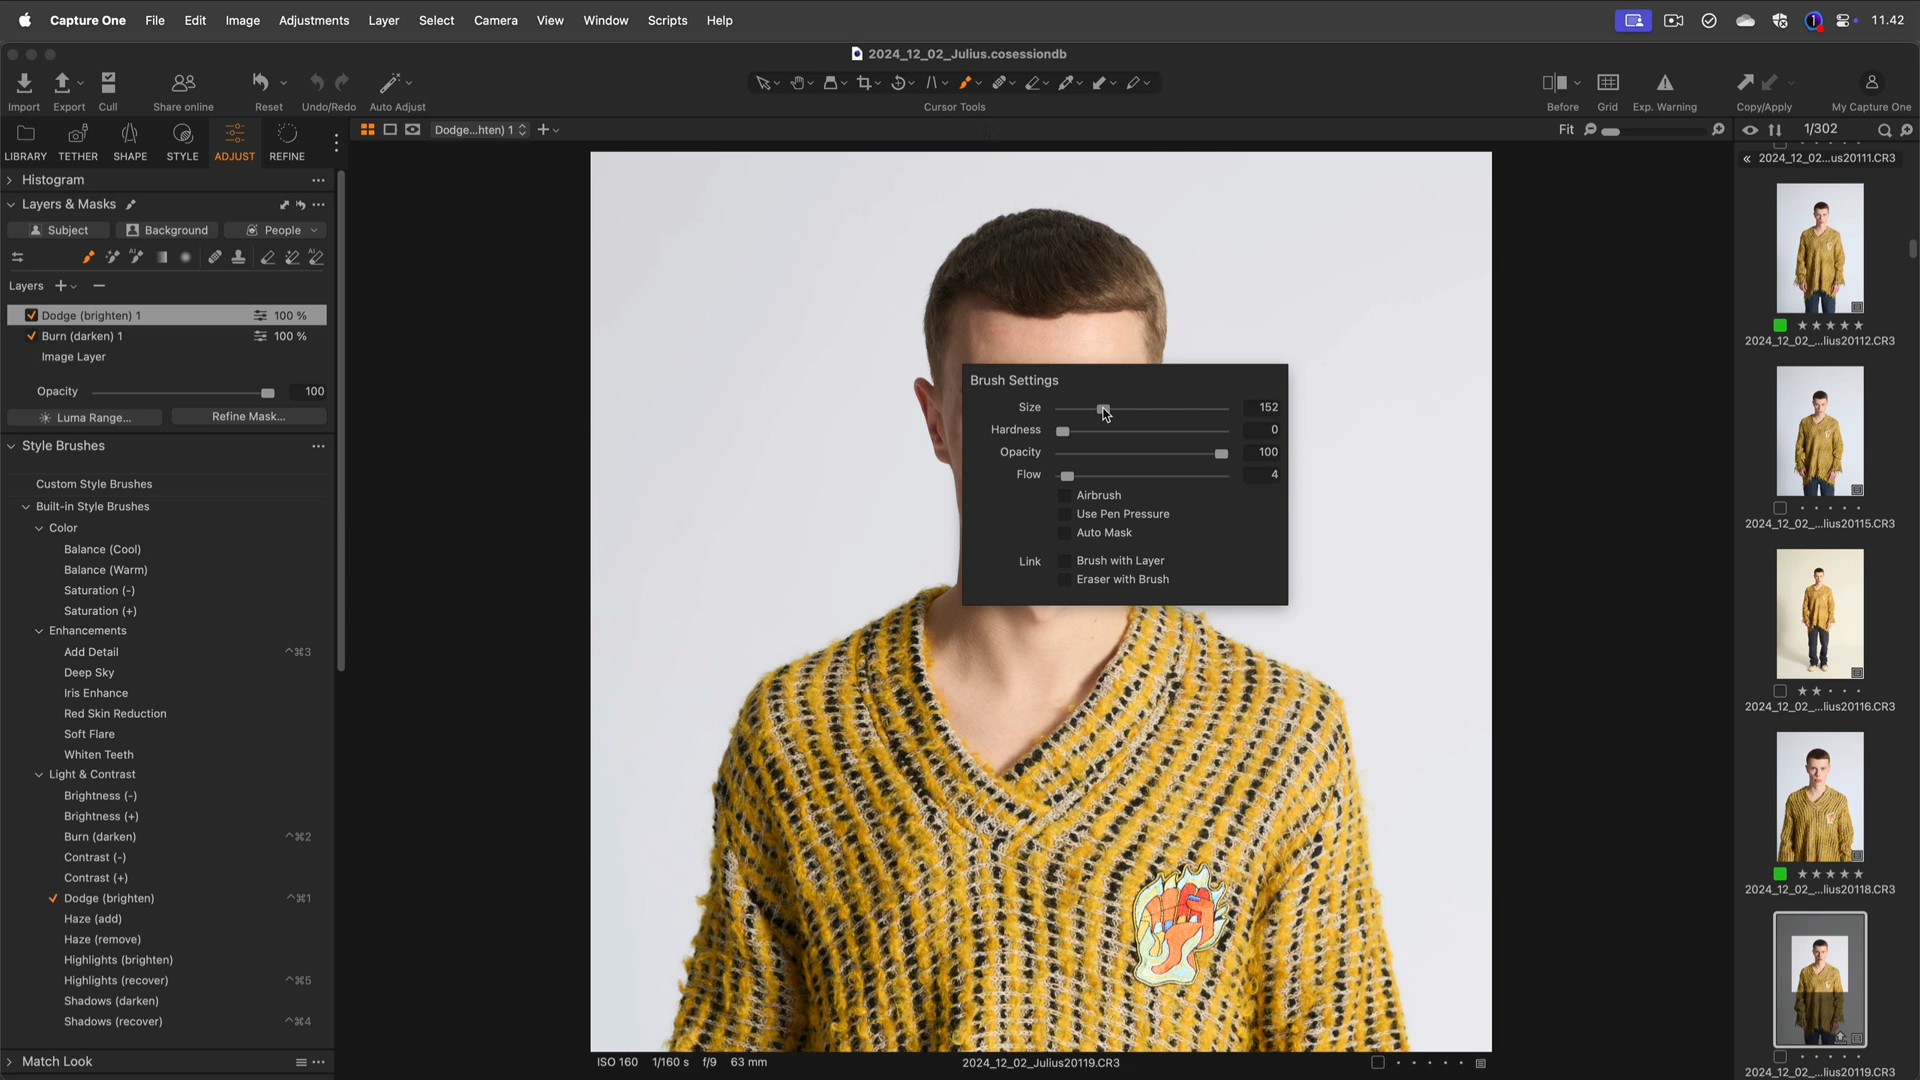 Capture One File Edit Image Adjustments Layer Select Camera View Window Scripts Help 11.42
2024_12_02_Julius.cosessiondb
Import Export Cull Share online Reset Undo/Redo Auto Adjust Cursor Tools Before Grid Exp. Warning Copy/Apply My Capture One
LIBRARY TETHER SHAPE STYLE ADJUST REFINE
Dodge...hten) 1 Fit 1/302
Histogram
Layers & Masks
Subject Background People
Layers
Dodge (brighten) 1 100 %
Burn (darken) 1 100 %
Image Layer
Opacity 100
Luma Range... Refine Mask...
Style Brushes
Custom Style Brushes
Built-in Style Brushes
Color
Balance (Cool)
Balance (Warm)
Saturation (-)
Saturation (+)
Enhancements
Add Detail ^⌘3
Deep Sky
Iris Enhance
Red Skin Reduction
Soft Flare
Whiten Teeth
Light & Contrast
Brightness (-)
Brightness (+)
Burn (darken) ^⌘2
Contrast (-)
Contrast (+)
Dodge (brighten) ^⌘1
Haze (add)
Haze (remove)
Highlights (brighten)
Highlights (recover) ^⌘5
Shadows (darken)
Shadows (recover) ^⌘4
Match Look
Brush Settings
Size 152
Hardness 0
Opacity 100
Flow 4
Airbrush
Use Pen Pressure
Auto Mask
Link Brush with Layer
Eraser with Brush
ISO 160 1/160 s f/9 63 mm 2024_12_02_Julius20119.CR3
2024_12_02...us20111.CR3
2024_12_02_...lius20112.CR3
2024_12_02_...lius20115.CR3
2024_12_02_...lius20116.CR3
2024_12_02_...lius20118.CR3
2024_12_02_...lius20119.CR3